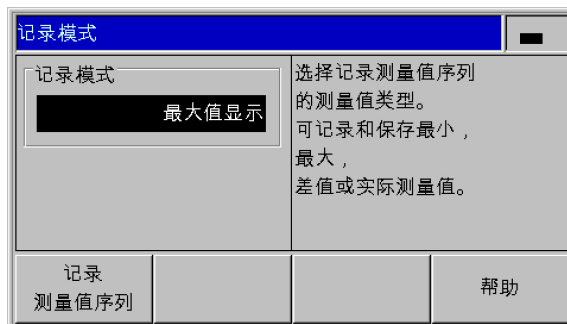 记录模式
记录模式
最大值显示
选择记录测量值序列
的测量值类型。
可记录和保存最小，
最大，
差值或实际测量值。
记录
测量值序列
帮助